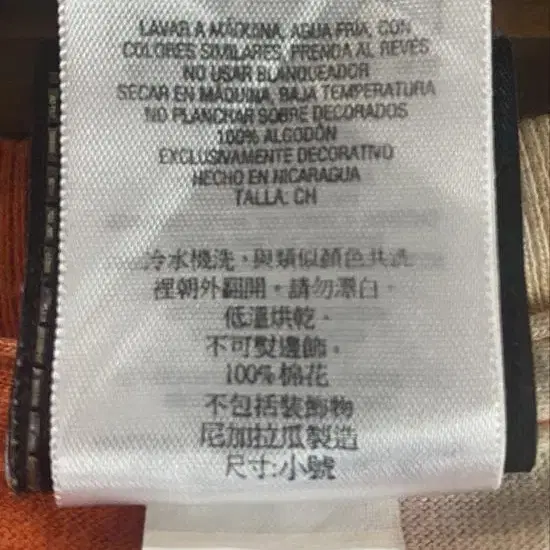 LAVAR A MÁQUINA, AGUA FRÍA, CON
COLORES SIMILARES, PRENDA AL REVES
NO USAR BLANQUEADOR
SECAR EN MÁQUINA, BAJA TEMPERATURA
NO PLANCHAR SOBRE DECORADOS
100% ALGODÓN
EXCLUSIVAMENTE DECORATIVO
HECHO EN NICARAGUA
TALLA: CH
冷水機洗，與類似顏色共洗
裡朝外翻開。請勿漂白。
低溫烘乾。
不可熨邊飾。
100% 棉花
不包括裝飾物
尼加拉瓜製造
尺寸:小號